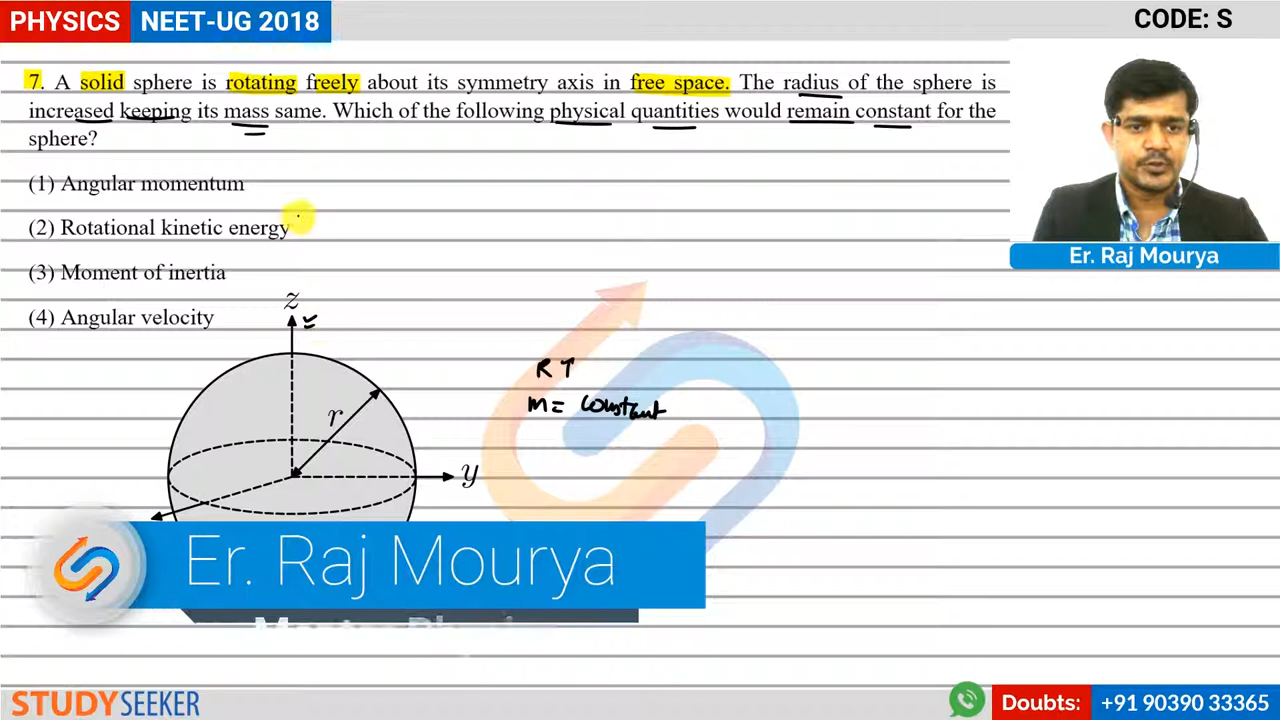 PHYSICS NEET-UG 2018
CODE: S
7. A solid sphere is rotating freely about its symmetry axis in free space. The radius of the sphere is
increased keeping its mass same. Which of the following physical quantities would remain constant for the
sphere?
(1) Angular momentum
(2) Rotational kinetic energy
(3) Moment of inertia
(4) Angular velocity
Er. Raj Mourya
z
R ↑
m = constant
r
y
Er. Raj Mourya
STUDYSEEKER
Doubts: +91 90390 33365